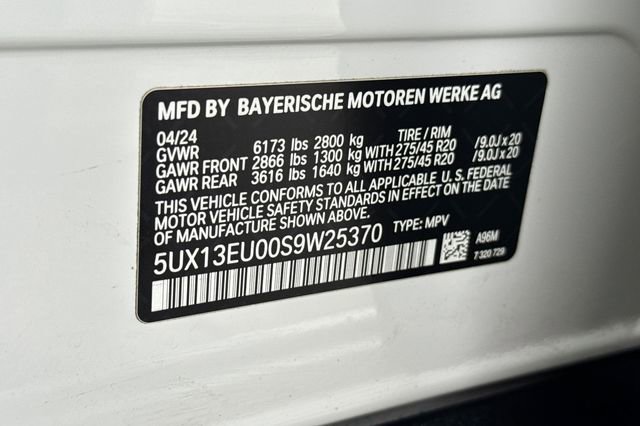 MFD BY BAYERISCHE MOTOREN WERKE AG
04/24 TIRE / RIM
GVWR 6173 lbs 2800 kg
GAWR FRONT 2866 lbs 1300 kg WITH 275/45 R20 /9.0J x 20
GAWR REAR 3616 lbs 1640 kg WITH 275/45 R20 /9.0J x 20
THIS VEHICLE CONFORMS TO ALL APPLICABLE U.S. FEDERAL
MOTOR VEHICLE SAFETY STANDARDS IN EFFECT ON THE DATE
OF MANUFACTURE SHOWN ABOVE.
5UX13EU00S9W25370 TYPE: MPV
A96M
7 320 729